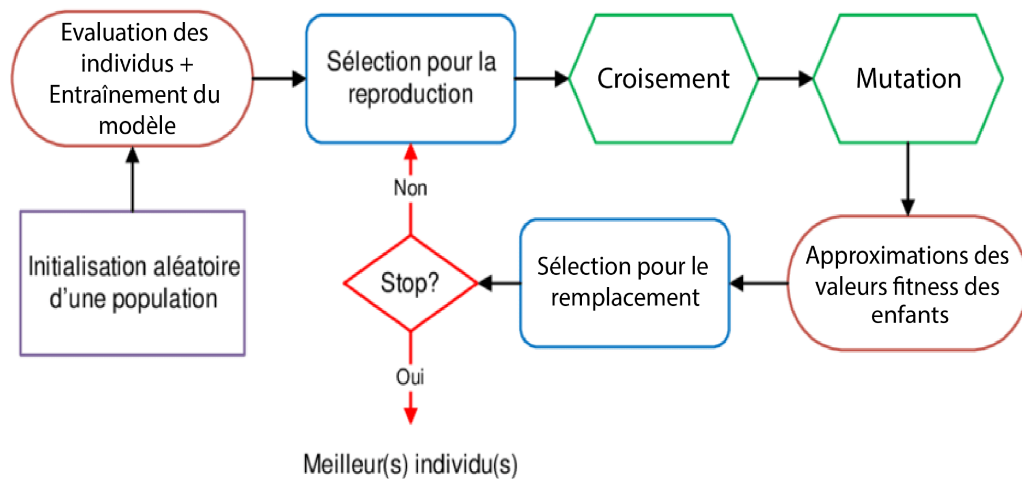 Evaluation des
individus +
Entraînement du
modèle
Sélection pour la
reproduction
Croisement
Mutation
Non
Initialisation aléatoire
d'une population
Stop?
Sélection pour le
remplacement
Approximations des
valeurs fitness des
enfants
Oui
Meilleur(s) individu(s)